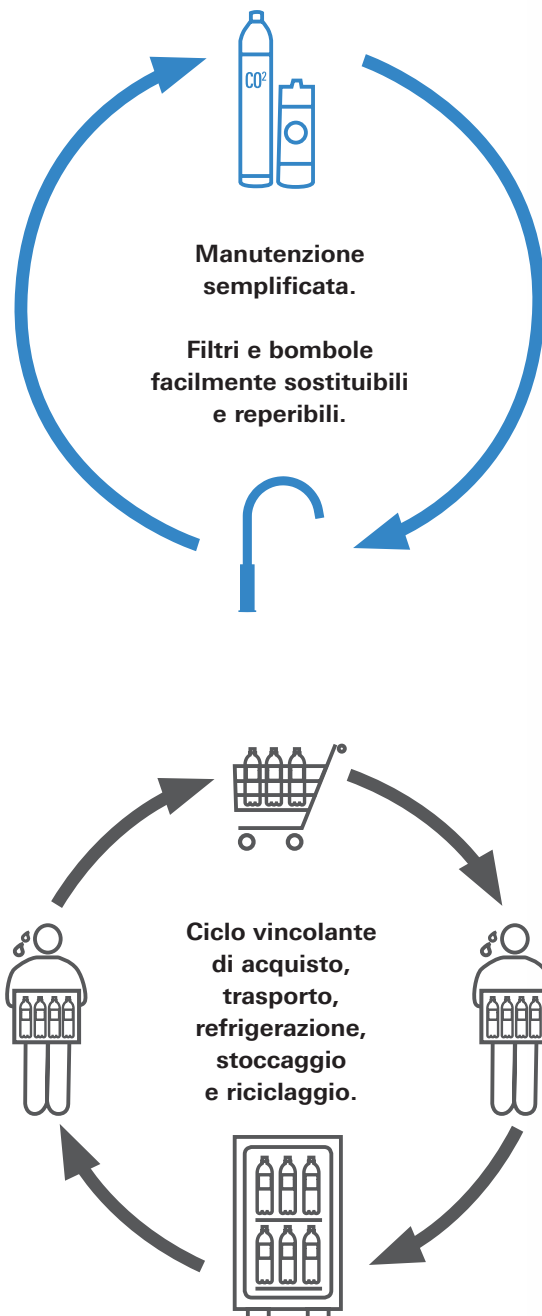 CO²
Manutenzione
semplificata.
Filtri e bombole
facilmente sostituibili
e reperibili.
Ciclo vincolante
di acquisto,
trasporto,
refrigerazione,
stoccaggio
e riciclaggio.